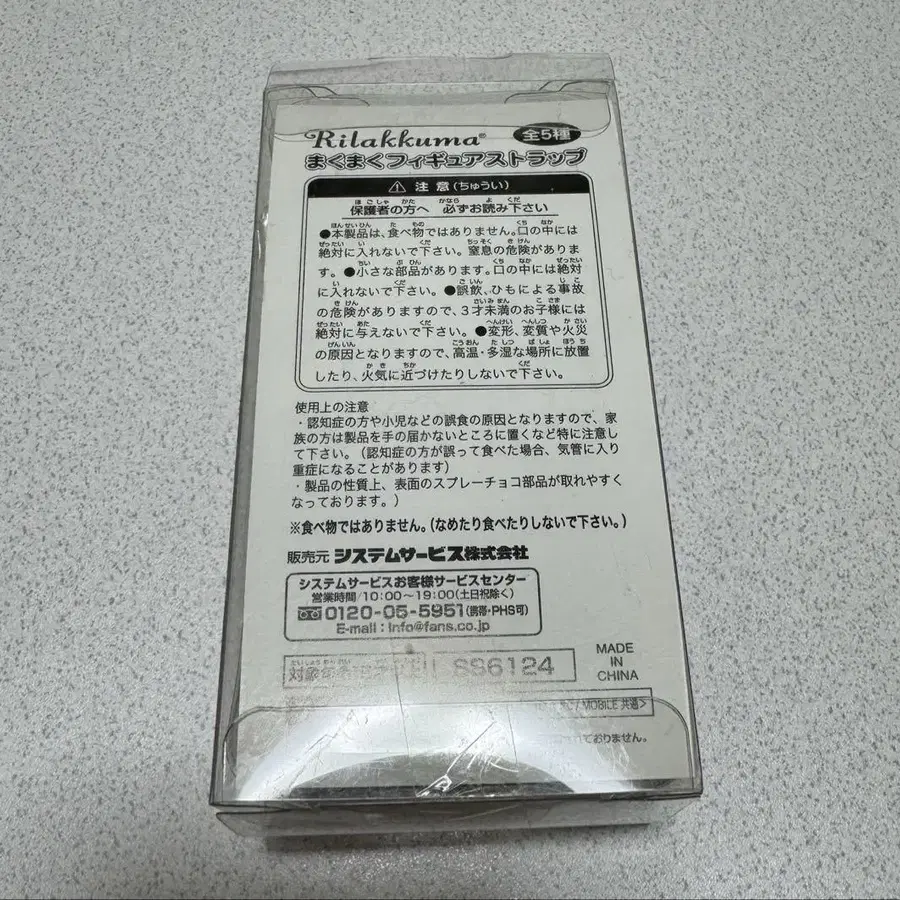 Rilakkuma® 全5種
まくまくフィギュアストラップ
⚠ 注意(ちゅうい)
保護者の方へ 必ずお読み下さい
●本製品は、食べ物ではありません。口の中には
絶対に入れないで下さい。窒息の危険がありま
す。●小さな部品があります。口の中には絶対
に入れないで下さい。●誤飲、ひもによる事故
の危険がありますので、3才未満のお子様には
絶対に与えないで下さい。●変形、変質や火災
の原因となりますので、高温・多湿な場所に放置
したり、火気に近づけたりしないで下さい。
使用上の注意
・認知症の方や小児などの誤食の原因となりますので、家
族の方は製品を手の届かないところに置くなど特に注意し
て下さい。(認知症の方が誤って食べた場合、気管に入り
重症になることがあります)
・製品の性質上、表面のスプレーチョコ部品が取れやすく
なっております。
※食べ物ではありません。(なめたり食べたりしないで下さい。)
販売元 システムサービス株式会社
システムサービスお客様サービスセンター
営業時間/10:00〜19:00(土日祝除く)
0120-05-5951(携帯・PHS可)
E-mail:info@fans.co.jp
対象年 SS6124
MADE
IN
CHINA
/ MOBILE 共通>
ておりません。